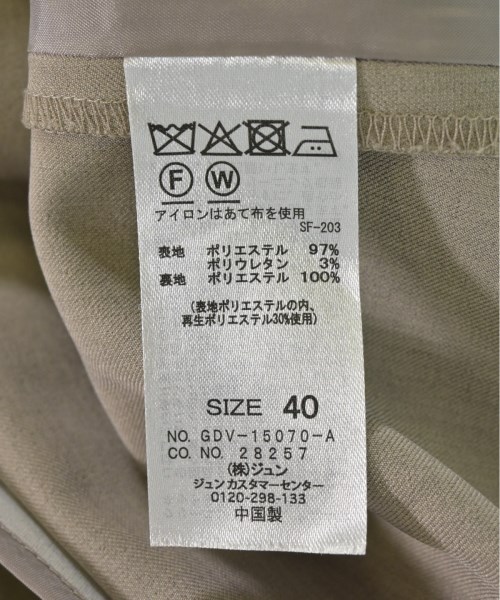 F W
アイロンはあて布を使用
SF-203
表地 ポリエステル 97%
ポリウレタン 3%
裏地 ポリエステル 100%
(表地ポリエステルの内、
再生ポリエステル30%使用)
SIZE 40
NO. GDV-15070-A
CO. NO. 28257
(株)ジュン
ジュンカスタマーセンター
0120-298-133
中国製